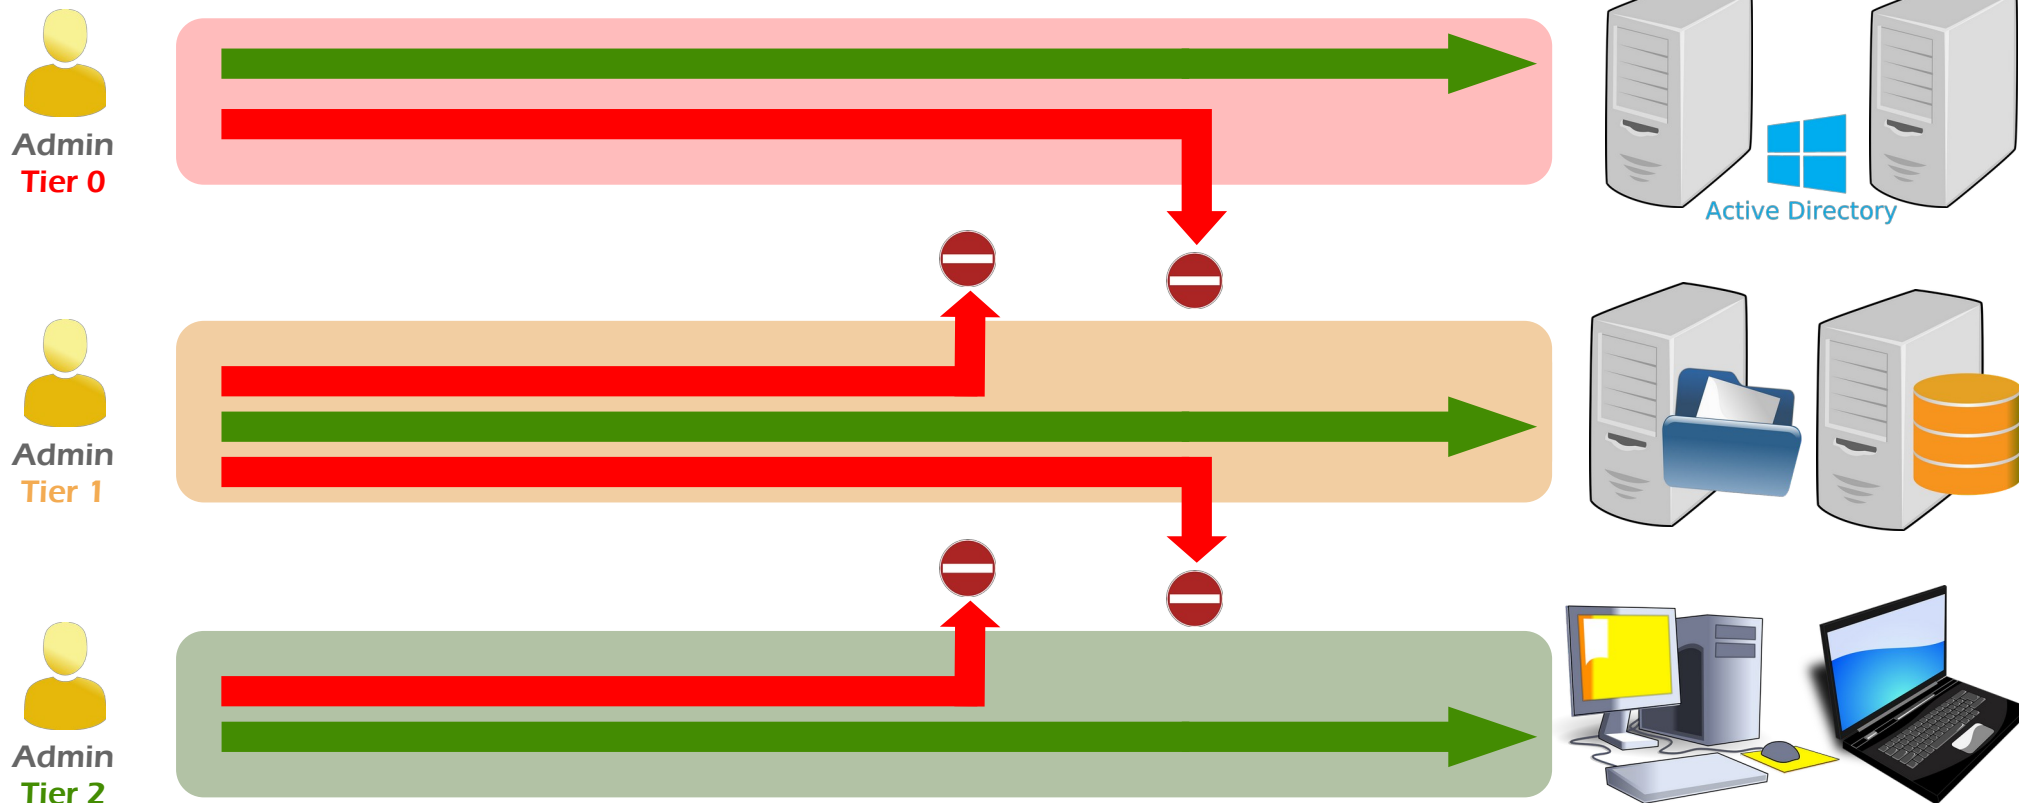 Admin
Tier 0
Active Directory
Admin
Tier 1
Admin
Tier 2